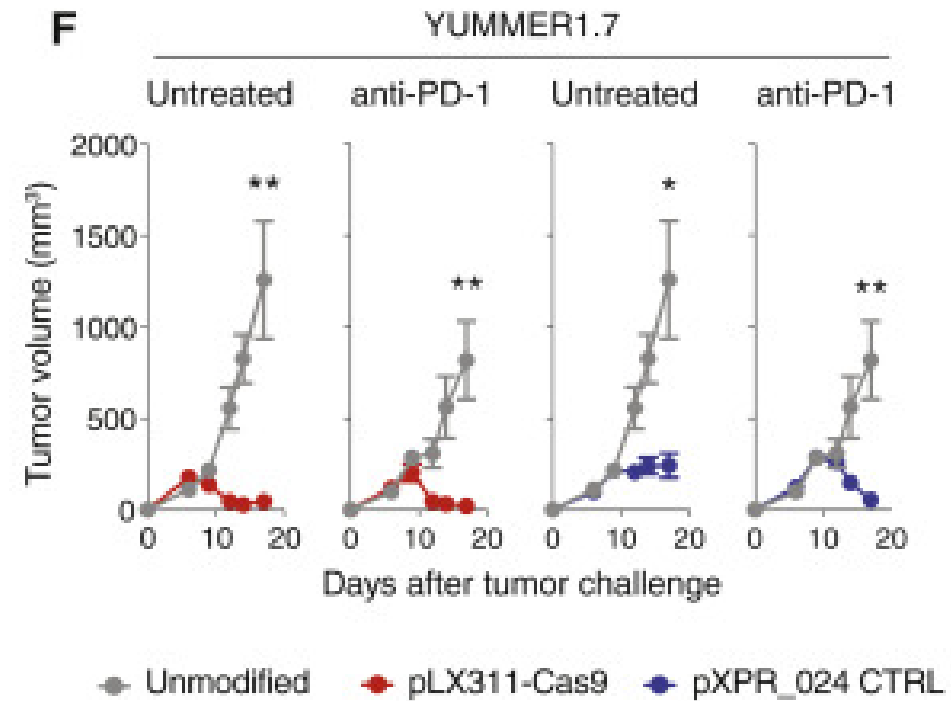 F
YUMMER1.7
Untreated anti-PD-1 Untreated anti-PD-1
Tumor volume (mm³)
2000
1500
1000
500
0
** ** * **
0 10 20 0 10 20 0 10 20 0 10 20
Days after tumor challenge
Unmodified pLX311-Cas9 pXPR_024 CTRL